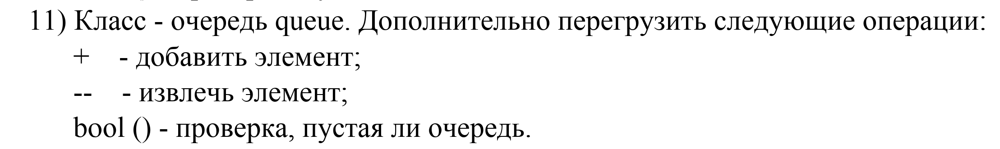 11) Класс - очередь queue. Дополнительно перегрузить следующие операции:
+ - добавить элемент;
-- - извлечь элемент;
bool () - проверка, пустая ли очередь.